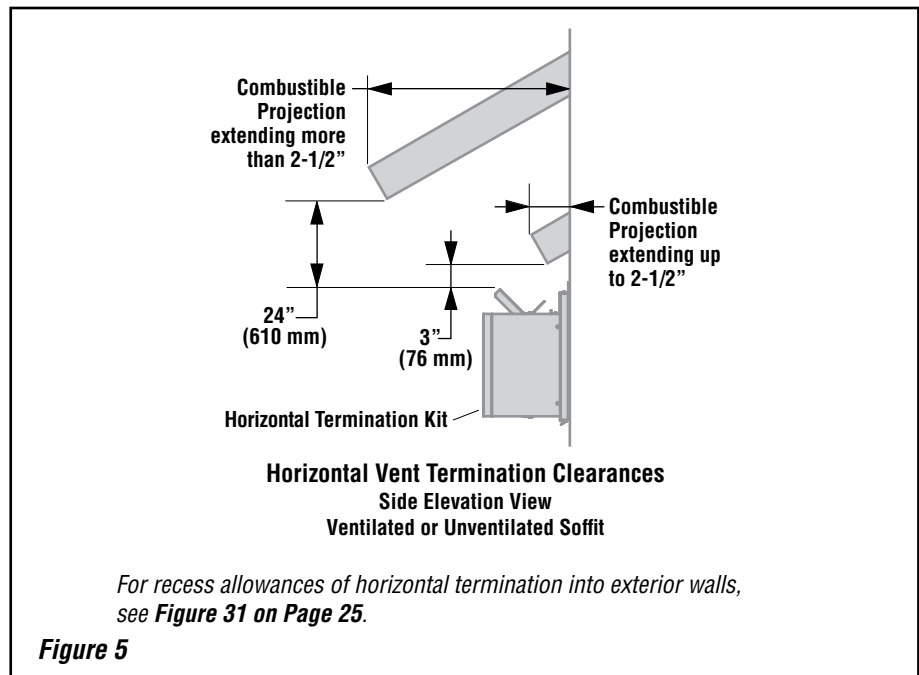 Combustible
Projection
extending more
than 2-1/2”
Combustible
Projection
extending up
to 2-1/2”
24”
(610 mm)
3”
(76 mm)
Horizontal Termination Kit
Horizontal Vent Termination Clearances
Side Elevation View
Ventilated or Unventilated Soffit
For recess allowances of horizontal termination into exterior walls,
see Figure 31 on Page 25.
Figure 5